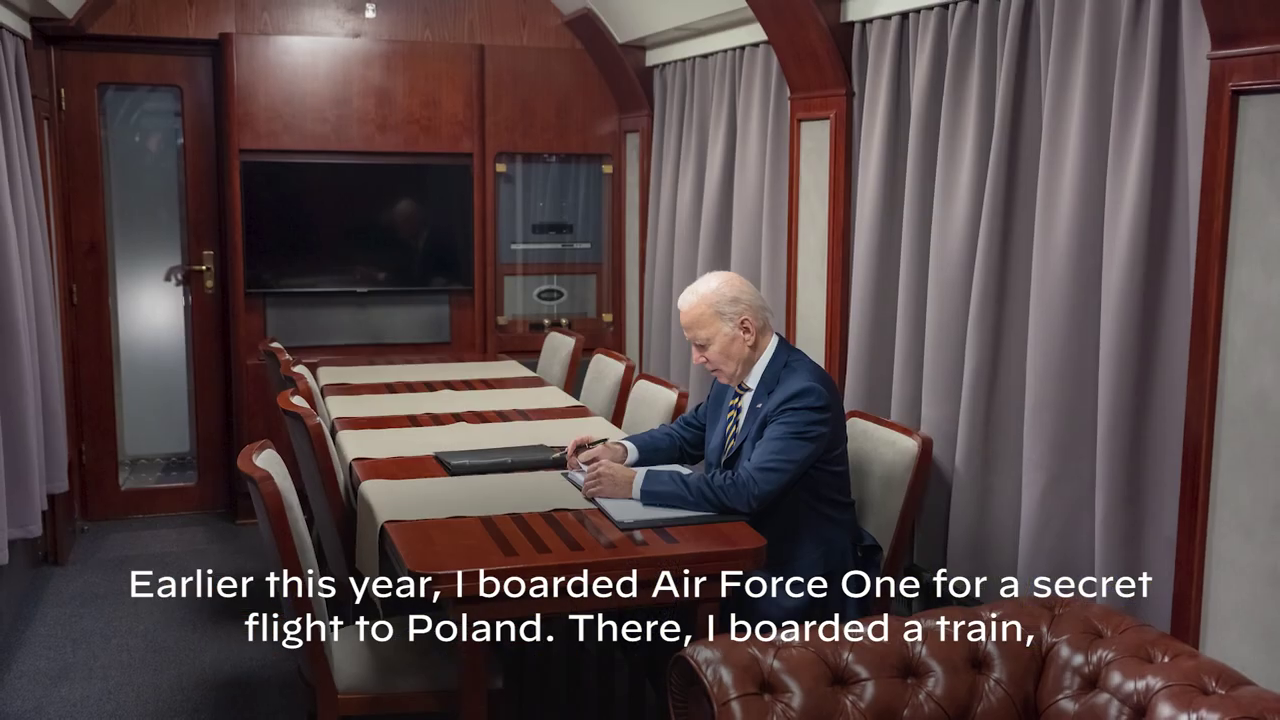 Earlier this year, I boarded Air Force One for a secret
flight to Poland. There, I boarded a train,